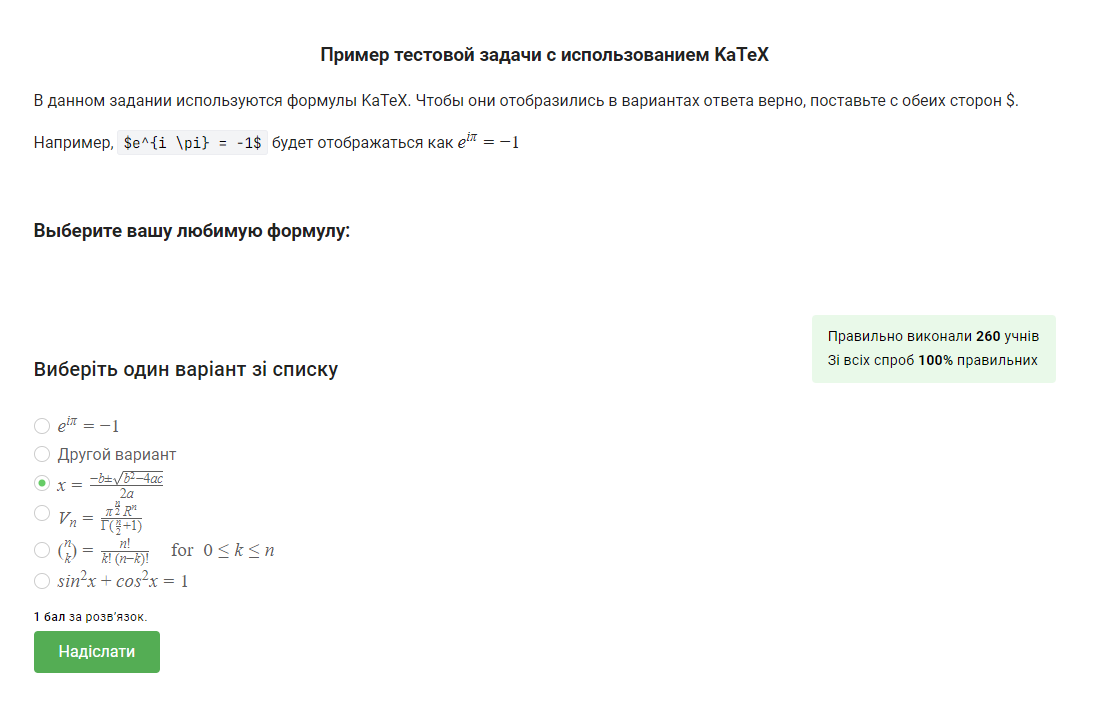 Пример тестовой задачи с использованием KaTeX
В данном задании используются формулы KaTeX. Чтобы они отобразились в вариантах ответа верно, поставьте с обеих сторон $.
Например, $e^{i \pi} = -1$ будет отображаться как $e^{i\pi} = -1$
Выберите вашу любимую формулу:
Правильно виконали 260 учнів
Зі всіх спроб 100% правильних
Виберіть один варіант зі списку
$e^{i\pi} = -1$
Другой вариант
$x = \frac{-b \pm \sqrt{b^2-4ac}}{2a}$
$V_n = \frac{\pi^{\frac{n}{2}} R^n}{\Gamma(\frac{n}{2}+1)}$
$\binom{n}{k} = \frac{n!}{k!(n-k)!}$ for $0 \leq k \leq n$
$sin^2x + cos^2x = 1$
1 бал за розв'язок.
Надіслати